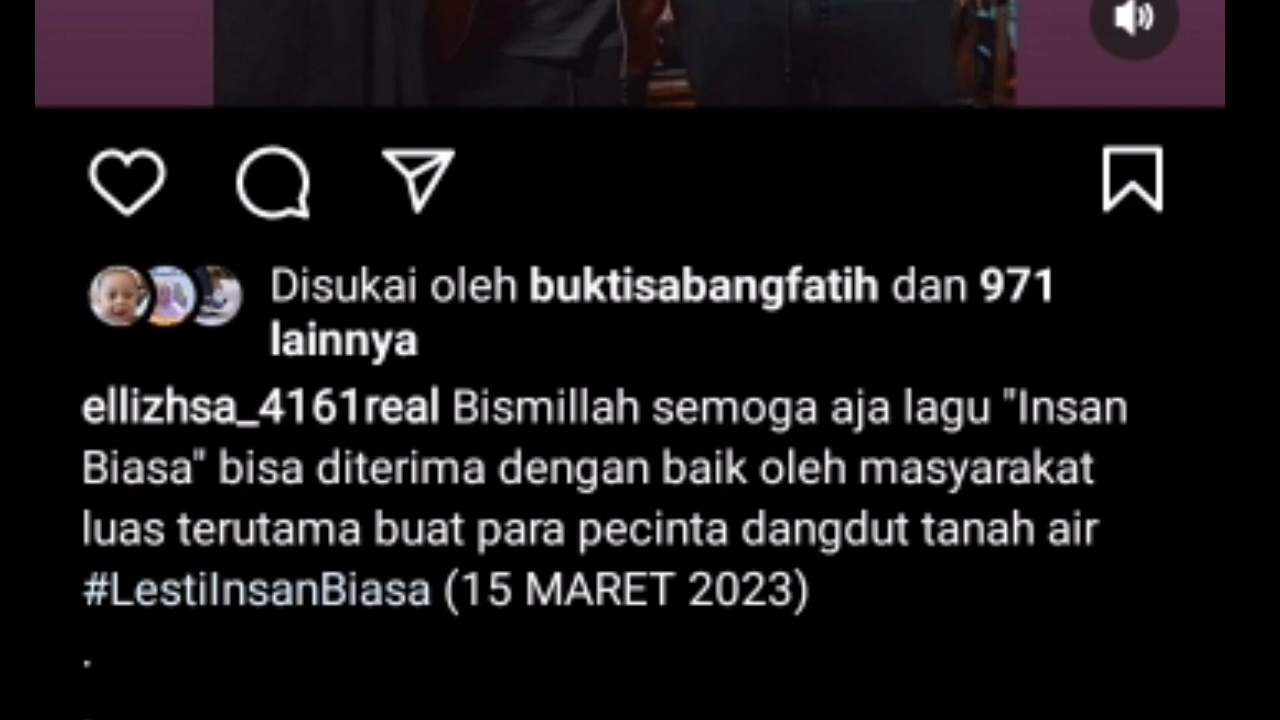 Disukai oleh buktisabangfatih dan 971
lainnya
ellizhsa_4161real Bismillah semoga aja lagu "Insan
Biasa" bisa diterima dengan baik oleh masyarakat
luas terutama buat para pecinta dangdut tanah air
#LestiInsanBiasa (15 MARET 2023)
.